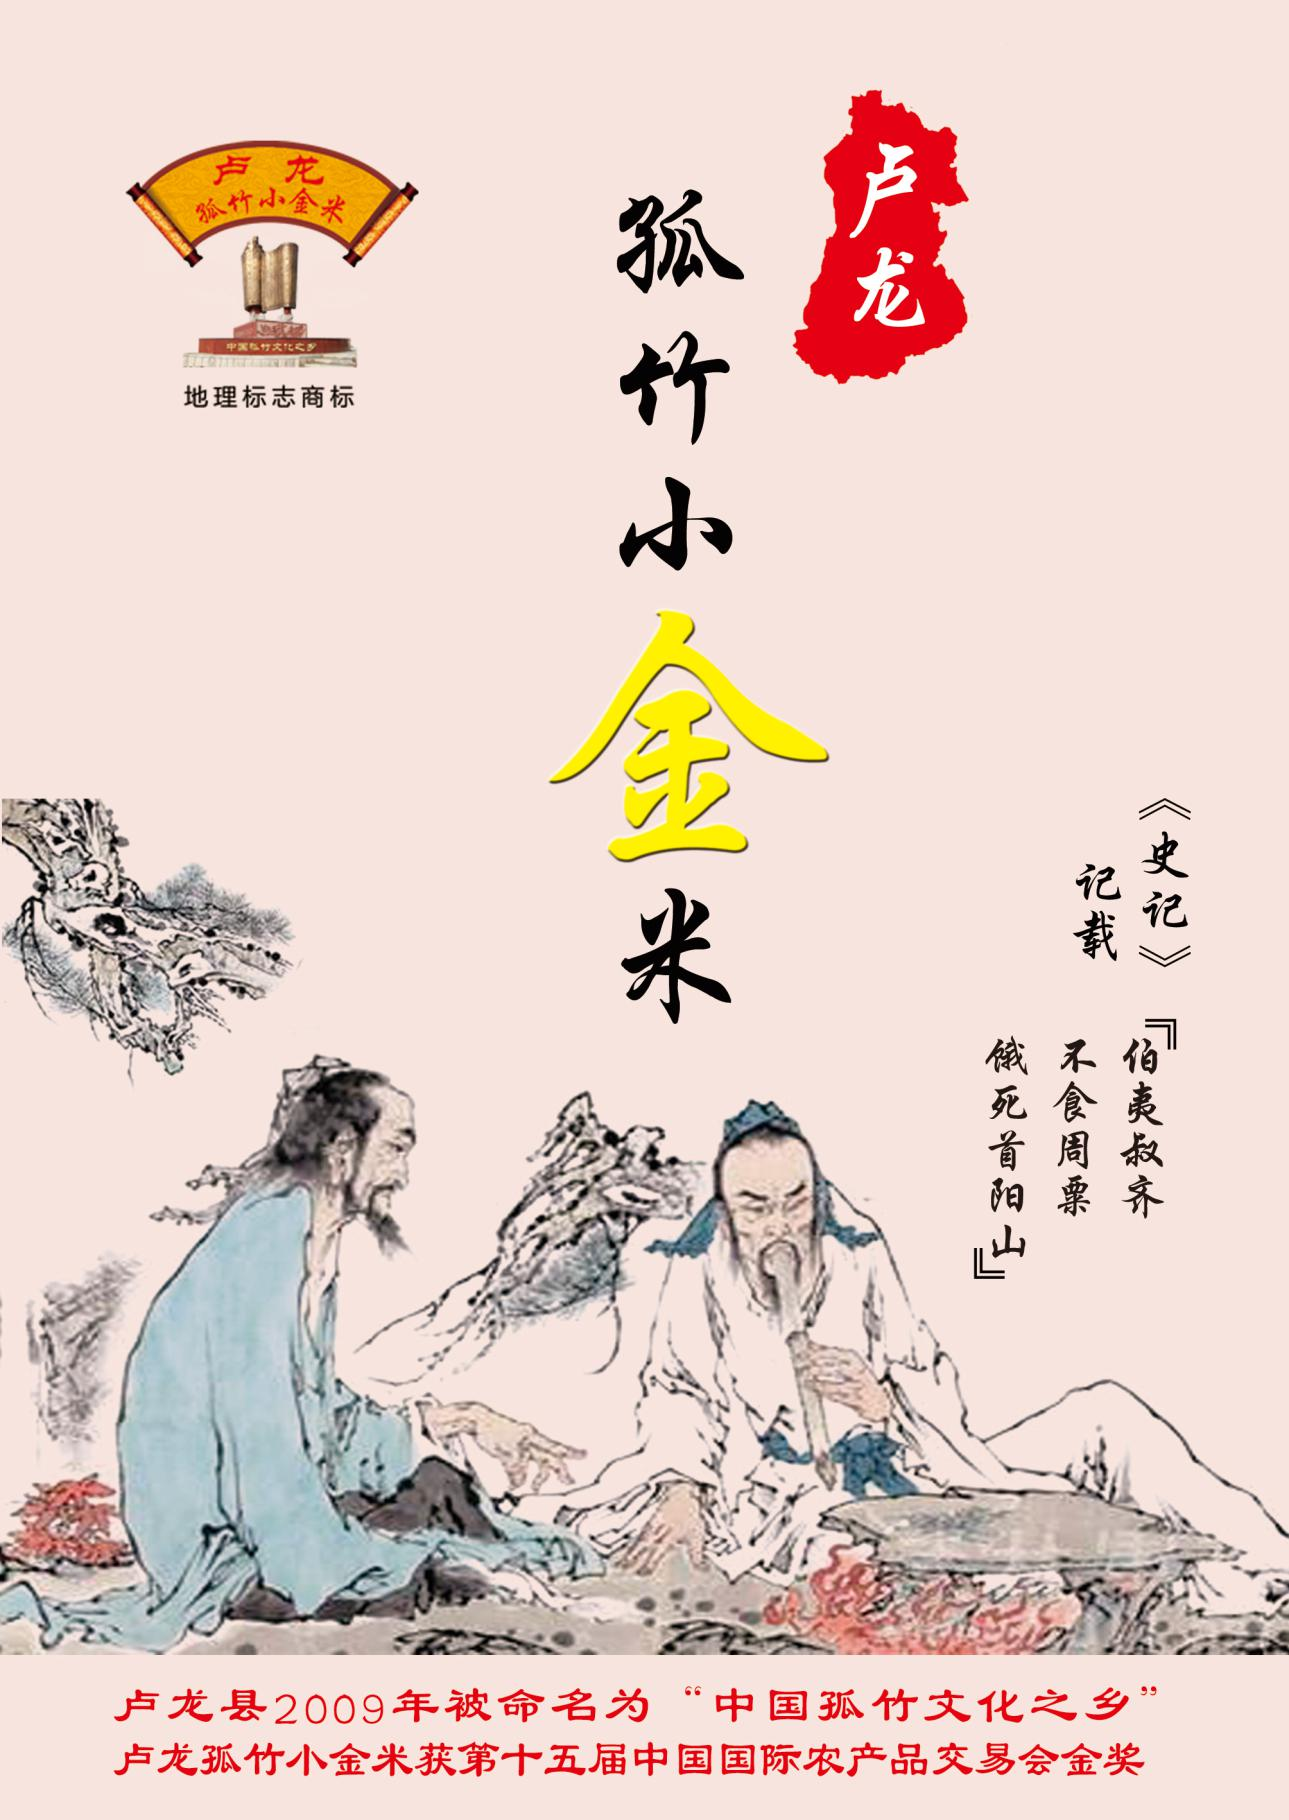 卢龙
孤竹小金米
中国孤竹文化之乡
地理标志商标
卢龙
孤竹小金米
《史记》
记载
『伯夷叔齐
不食周粟
饿死首阳山』
卢龙县2009年被命名为“中国孤竹文化之乡”
卢龙孤竹小金米获第十五届中国国际农产品交易会金奖